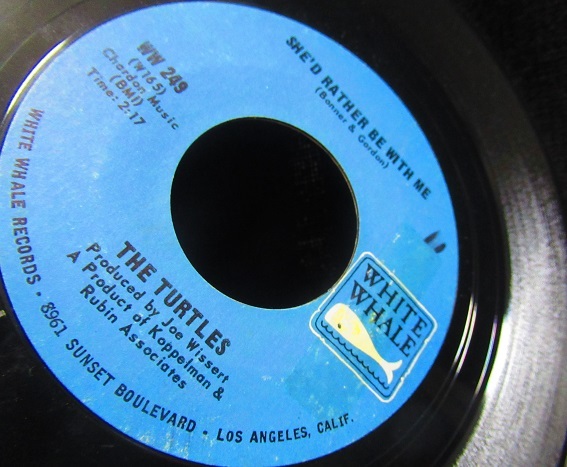 SHE'D RATHER BE WITH ME
(Bonner & Gordon)
WW 249
(W165)
Chardon Music
(BMI)
Time: 2:17
THE TURTLES
Produced by Joe Wissert
A Product of Koppelman &
Rubin Associates
WHITE
WHALE
WHITE WHALE RECORDS • 8961 SUNSET BOULEVARD • LOS ANGELES, CALIF.